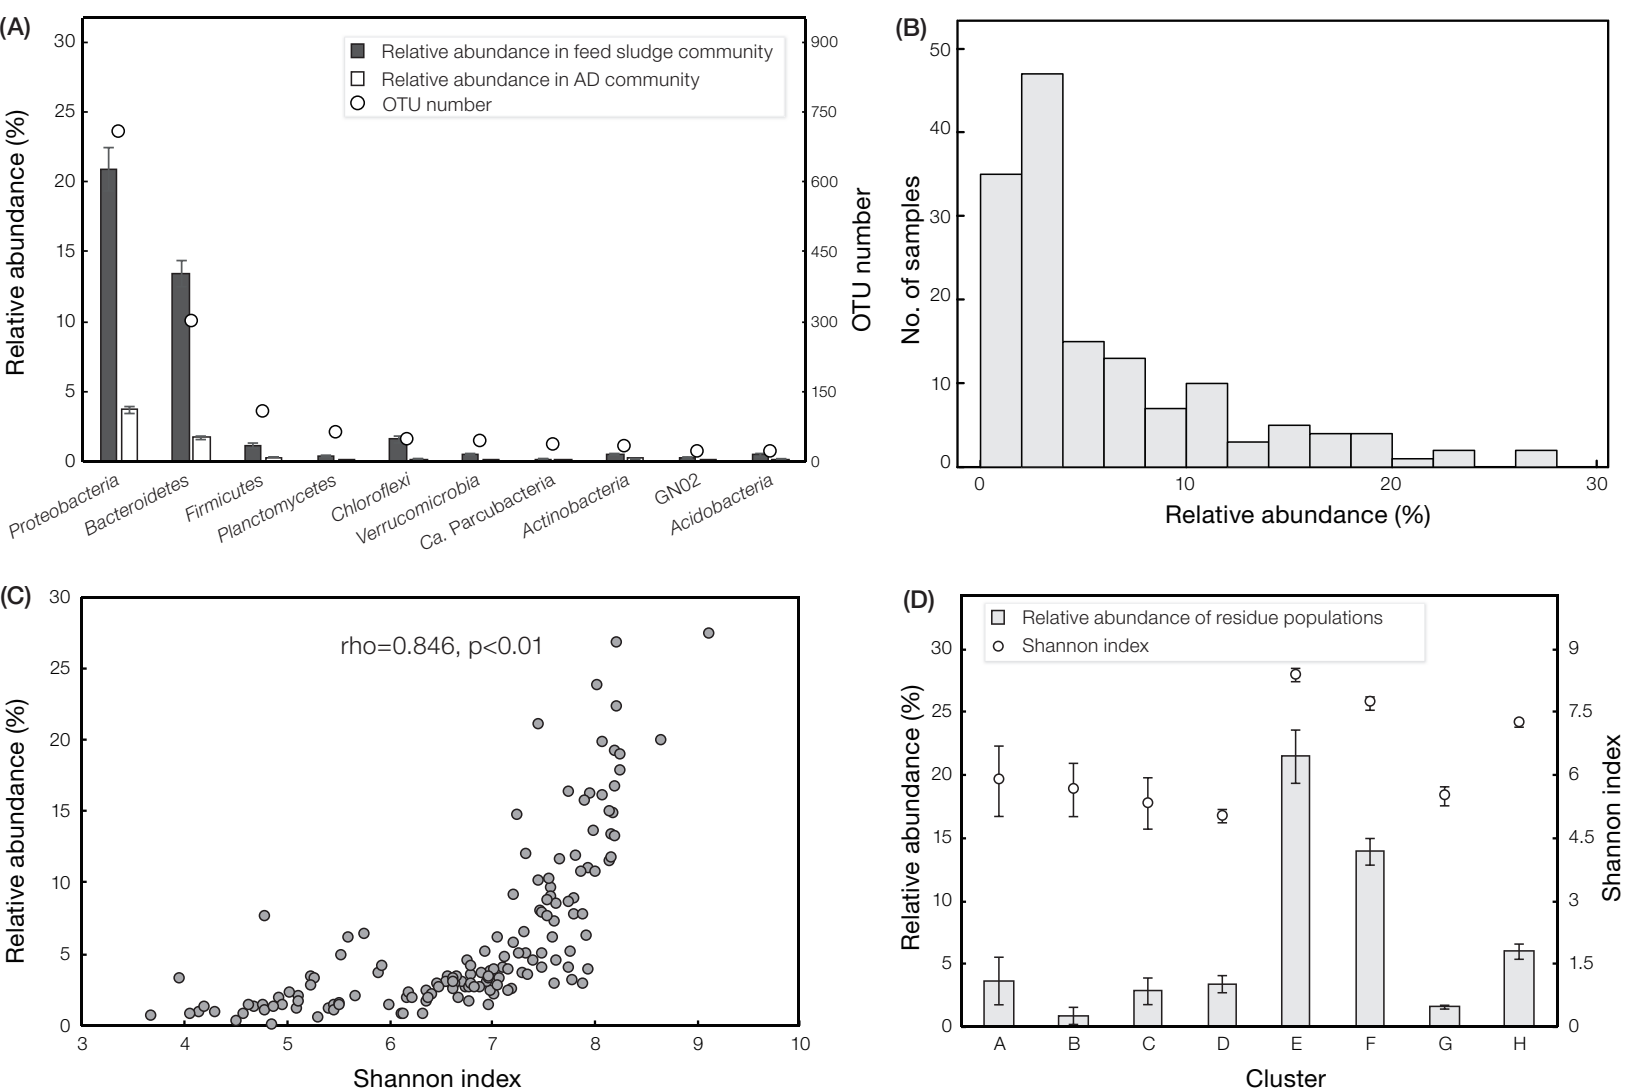 (A)
30
25
20
15
10
5
0
Relative abundance (%)
Relative abundance in feed sludge community
Relative abundance in AD community
OTU number
900
750
600
450
300
150
0
OTU number
Proteobacteria
Bacteroidetes
Firmicutes
Planctomycetes
Chloroflexi
Verrucomicrobia
Ca. Parcubacteria
Actinobacteria
GN02
Acidobacteria
(B)
50
40
30
20
10
0
No. of samples
0 10 20 30
Relative abundance (%)
(C)
30
25
20
15
10
5
0
Relative abundance (%)
rho=0.846, p<0.01
3 4 5 6 7 8 9 10
Shannon index
(D)
Relative abundance of residue populations
Shannon index
30
25
20
15
10
5
0
Relative abundance (%)
9
7.5
6
4.5
3
1.5
0
Shannon index
A B C D E F G H
Cluster